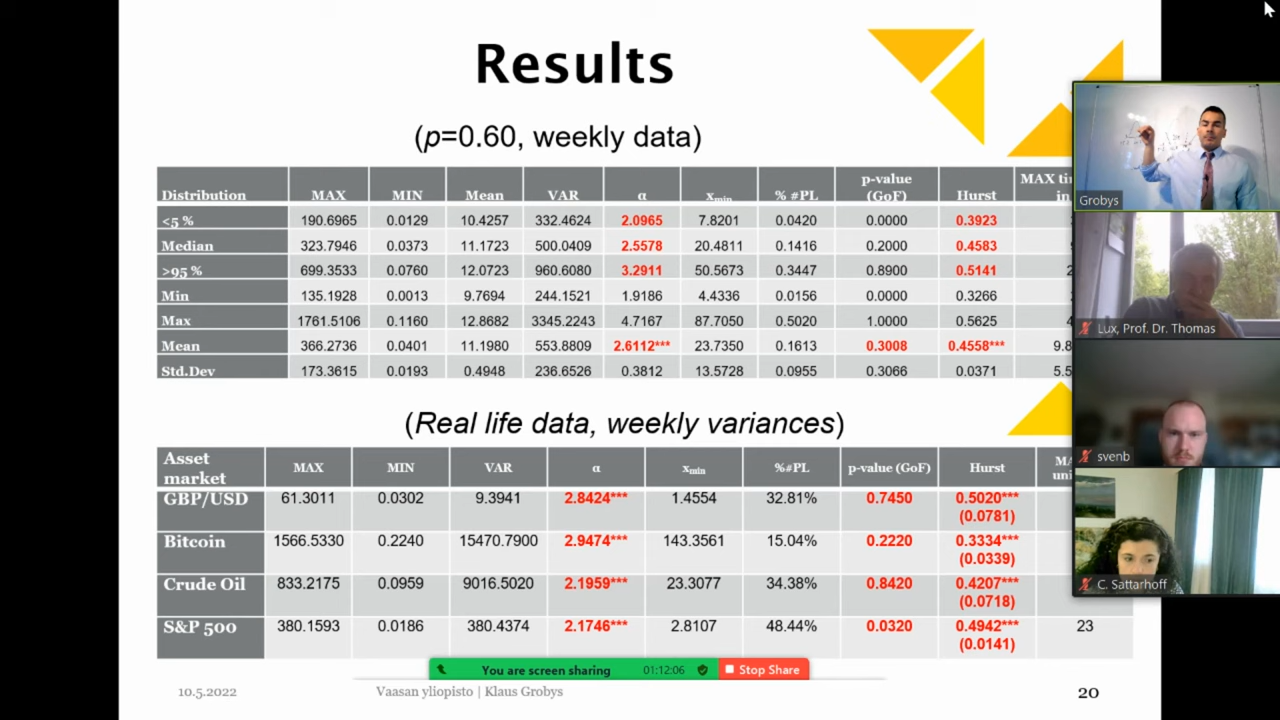 Results
(p=0.60, weekly data)
Distribution MAX MIN Mean VAR α xmin % #PL p-value (GoF) Hurst MAX in
<5 % 190.6965 0.0129 10.4257 332.4624 2.0965 7.8201 0.0420 0.0000 0.3923
Median 323.7946 0.0373 11.1723 500.0409 2.5578 20.4811 0.1416 0.2000 0.4583
>95 % 699.3533 0.0760 12.0723 960.6080 3.2911 50.5673 0.3447 0.8900 0.5141
Min 135.1928 0.0013 9.7694 244.1521 1.9186 4.4336 0.0156 0.0000 0.3266
Max 1761.5106 0.1160 12.8682 3345.2243 4.7167 87.7050 0.5020 1.0000 0.5625
Mean 366.2736 0.0401 11.1980 553.8809 2.6112*** 23.7350 0.1613 0.3008 0.4558*** 9.8
Std.Dev 173.3615 0.0193 0.4948 236.6526 0.3812 13.5728 0.0955 0.3066 0.0371 5.5
(Real life data, weekly variances)
Asset market MAX MIN VAR α xmin %#PL p-value (GoF) Hurst
GBP/USD 61.3011 0.0302 9.3941 2.8424*** 1.4554 32.81% 0.7450 0.5020***
(0.0781)
Bitcoin 1566.5330 0.2240 15470.7900 2.9474*** 143.3561 15.04% 0.2220 0.3334***
(0.0339)
Crude Oil 833.2175 0.0959 9016.5020 2.1959*** 23.3077 34.38% 0.8420 0.4207***
(0.0718)
S&P 500 380.1593 0.0186 380.4374 2.1746*** 2.8107 48.44% 0.0320 0.4942*** 23
(0.0141)
You are screen sharing 01:12:06 Stop Share
10.5.2022 Vaasan yliopisto | Klaus Grobys 20
Grobys
Lux, Prof. Dr. Thomas
svenb
C. Sattarhoff